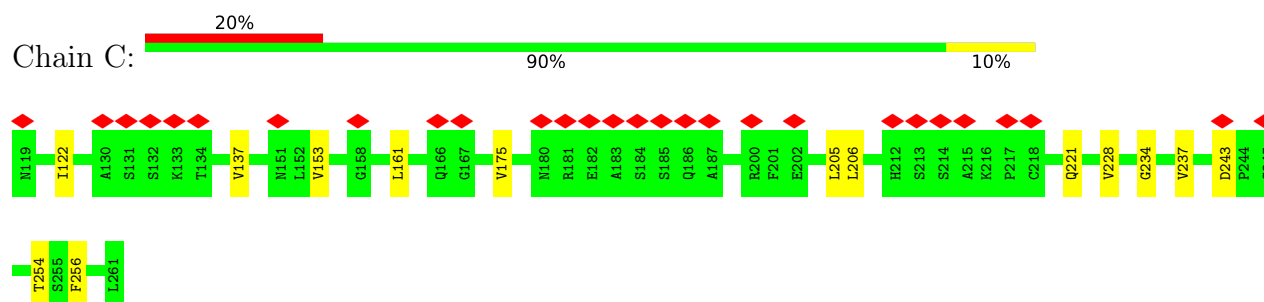 20%
Chain C:
90% 10%
N119 I122 A130 S131 S132 K133 T134 V137 N151 L152 V153 G158 L161 Q166 G167 V175 N180 R181 E182 A183 S184 S185 Q186 A187 R200 F201 E202 L205 L206 H212 S213 S214 A215 K216 P217 C218 Q221 V228 G234 V237 D243 P244
T254 S255 F256 L261